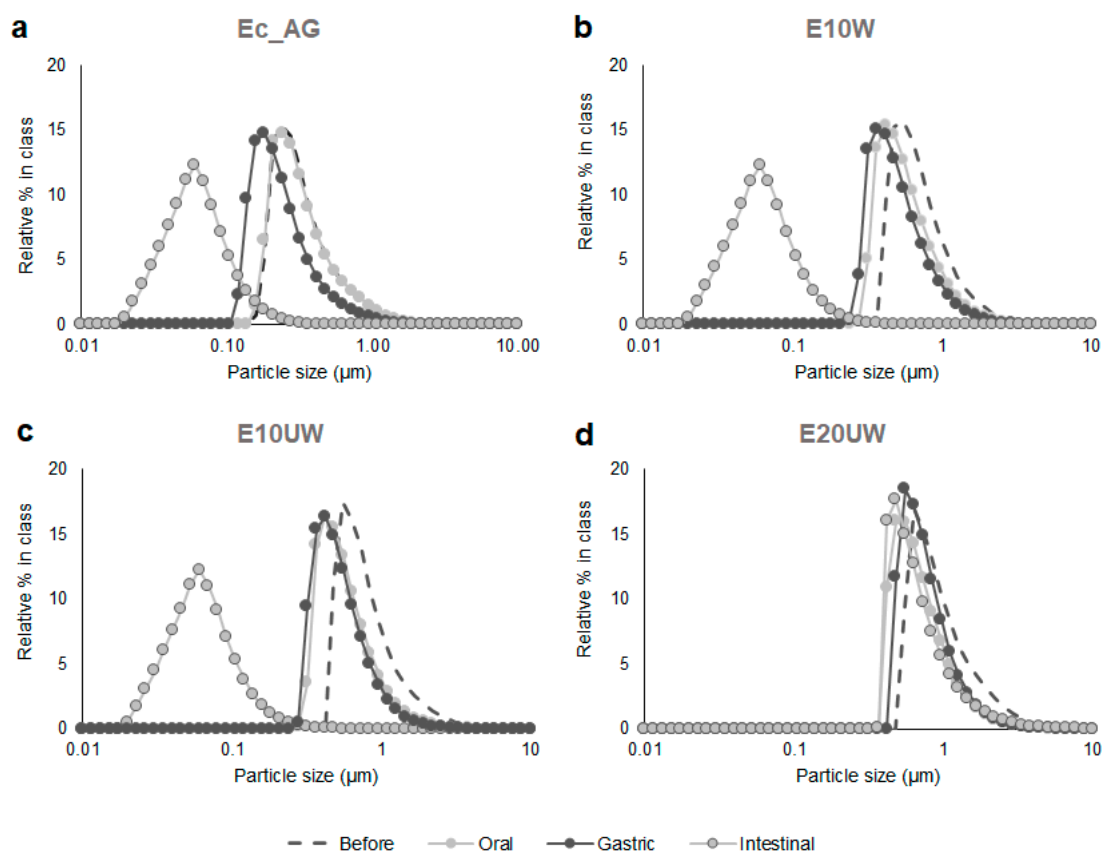 a
Ec_AG
Relative % in class
20
15
10
5
0
0.01
0.10
1.00
10.00
Particle size (µm)
b
E10W
Relative % in class
20
15
10
5
0
0.01
0.1
1
10
Particle size (µm)
c
E10UW
Relative % in class
20
15
10
5
0
0.01
0.1
1
10
Particle size (µm)
d
E20UW
Relative % in class
20
15
10
5
0
0.01
0.1
1
10
Particle size (µm)
Before Oral Gastric Intestinal